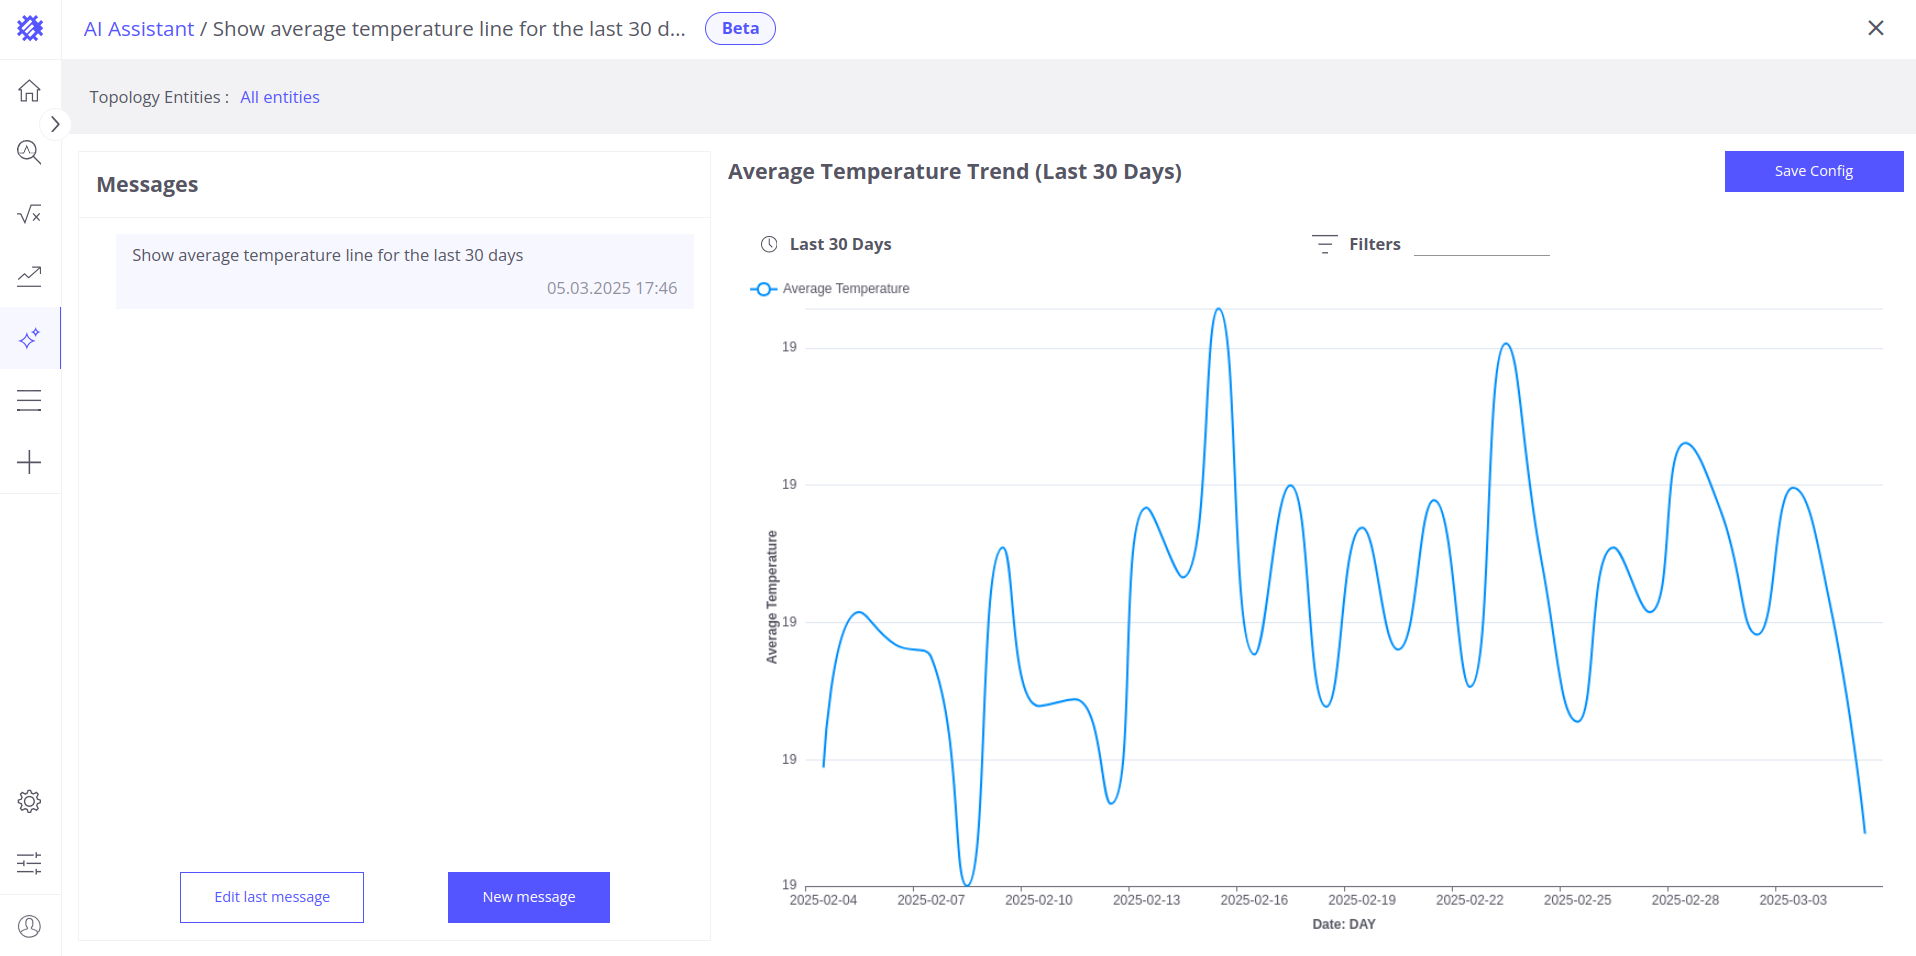 AI Assistant / Show average temperature line for the last 30 d...
Beta
Topology Entities : All entities
Messages
Show average temperature line for the last 30 days
05.03.2025 17:46
Edit last message
New message
Average Temperature Trend (Last 30 Days)
Save Config
Last 30 Days
Filters
Average Temperature
19
19
19
19
19
Average Temperature
2025-02-04 2025-02-07 2025-02-10 2025-02-13 2025-02-16 2025-02-19 2025-02-22 2025-02-25 2025-02-28 2025-03-03
Date: DAY